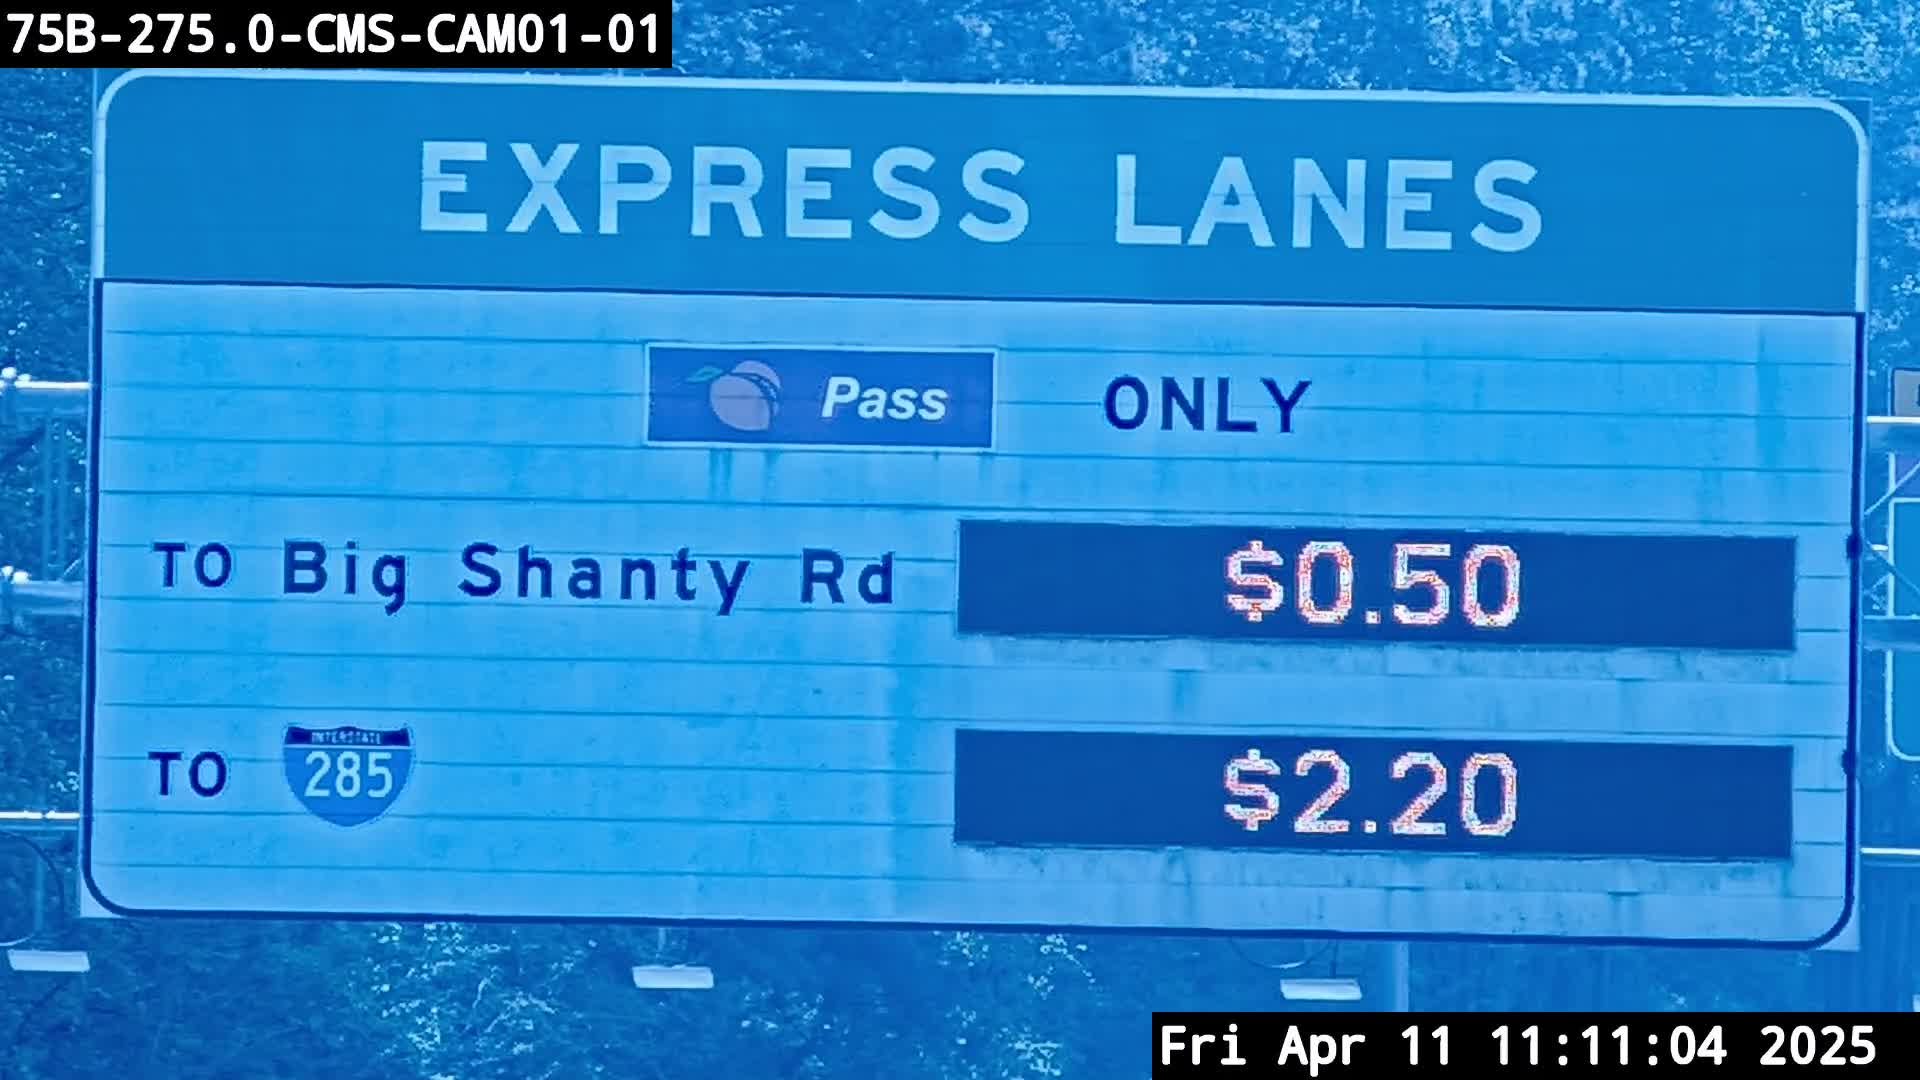 75B-275.0-CMS-CAM01-01
EXPRESS LANES
Pass ONLY
TO Big Shanty Rd $0.50
INTERSTATE
TO 285 $2.20
Fri Apr 11 11:11:04 2025